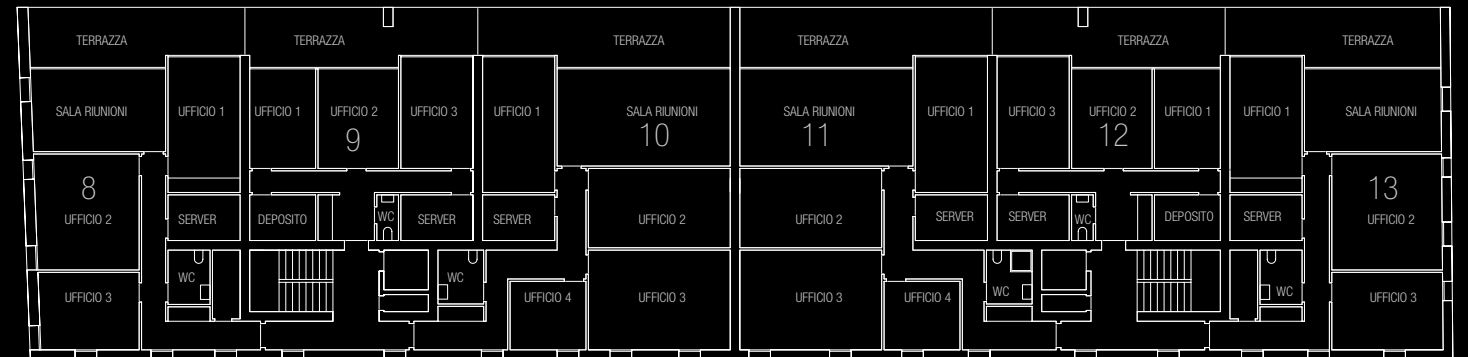 TERRAZZA TERRAZZA TERRAZZA TERRAZZA TERRAZZA TERRAZZA
SALA RIUNIONI UFFICIO 1 UFFICIO 1 UFFICIO 2 UFFICIO 3 UFFICIO 1 SALA RIUNIONI SALA RIUNIONI UFFICIO 1 UFFICIO 3 UFFICIO 2 UFFICIO 1 UFFICIO 1 SALA RIUNIONI
9 10 11 12
8 13
UFFICIO 2 SERVER DEPOSITO WC SERVER SERVER UFFICIO 2 UFFICIO 2 SERVER SERVER WC DEPOSITO SERVER UFFICIO 2
WC WC WC WC
UFFICIO 3 UFFICIO 4 UFFICIO 3 UFFICIO 3 UFFICIO 4 UFFICIO 3